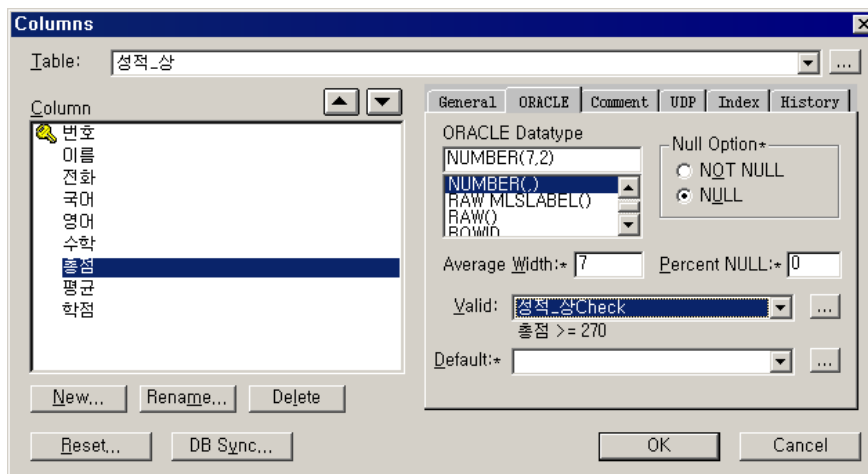 Columns
Table: 성적_상 ...
Column
번호
이름
전화
국어
영어
수학
총점
평균
학점
New...
Rename...
Delete
Reset...
DB Sync...
General ORACLE Comment UDP Index History
ORACLE Datatype
NUMBER(7,2)
NUMBER(,)
RAW MLSLABEL()
RAW()
ROWID
Null Option*
NOT NULL
NULL
Average Width:* 7
Percent NULL:* 0
Valid: 성적_상Check ...
총점 >= 270
Default:* ...
OK
Cancel